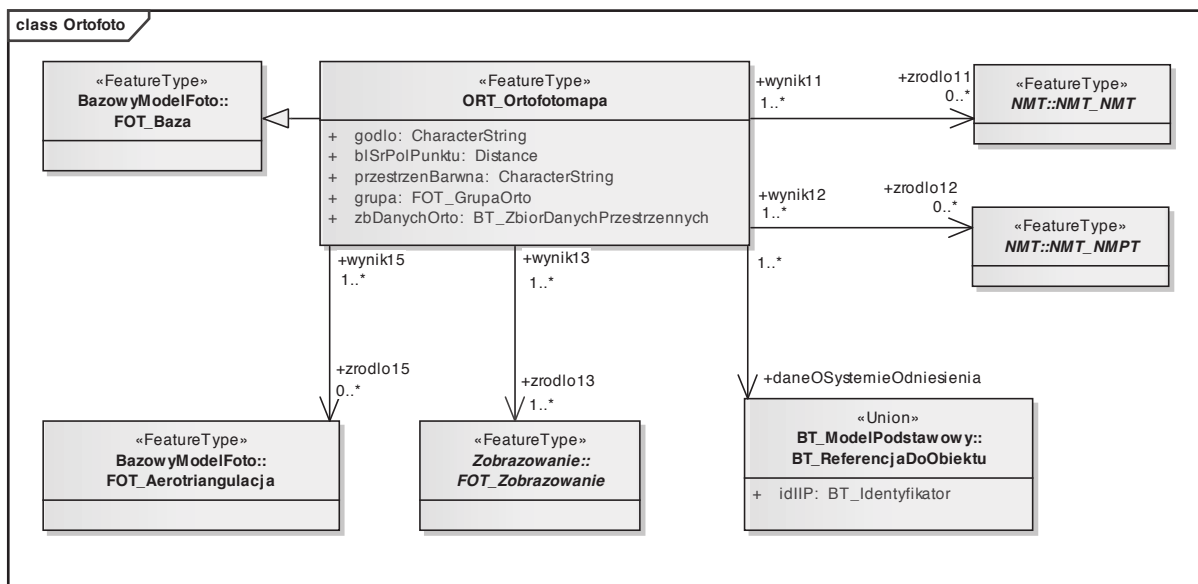 class Ortofoto
«FeatureType»
BazowyModelFoto::
FOT_Baza
«FeatureType»
ORT_Ortofotomapa
+ godlo: CharacterString
+ blSrPolPunktu: Distance
+ przestrzenBarwna: CharacterString
+ grupa: FOT_GrupaOrto
+ zbDanychOrto: BT_ZbiorDanychPrzestrzennych
+wynik11
1..*
+zrodlo11
0..*
«FeatureType»
NMT::NMT_NMT
+wynik12
1..*
+zrodlo12
0..*
«FeatureType»
NMT::NMT_NMPT
+wynik15
1..*
+wynik13
1..*
1..*
+zrodlo15
0..*
+zrodlo13
1..*
+daneOSystemieOdniesienia
«FeatureType»
BazowyModelFoto::
FOT_Aerotriangulacja
«FeatureType»
Zobrazowanie::
FOT_Zobrazowanie
«Union»
BT_ModelPodstawowy::
BT_ReferencjaDoObiektu
+ idIIP: BT_Identyfikator